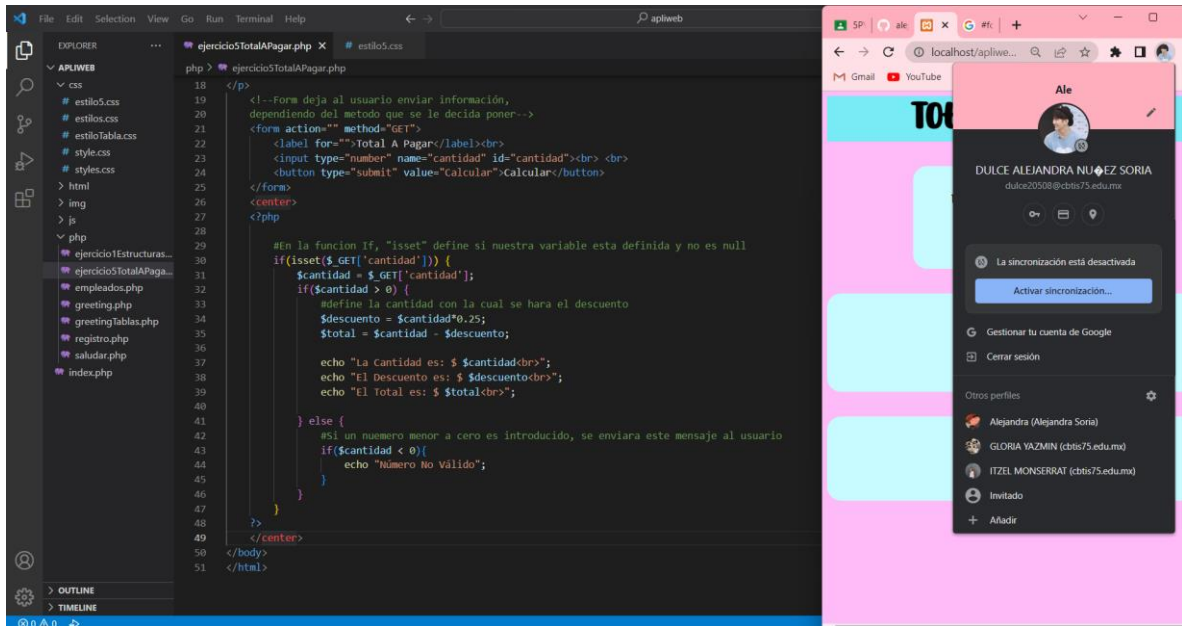 File Edit Selection View Go Run Terminal Help
apliweb
EXPLORER
APLIWEB
css
estilo5.css
estilos.css
estiloTabla.css
style.css
styles.css
html
img
js
php
ejercicio1Estructuras...
ejercicio5TotalAPaga...
empleados.php
greeting.php
greetingTablas.php
registro.php
saludar.php
index.php
OUTLINE
TIMELINE
ejercicio5TotalAPagar.php
estilo5.css
php > ejercicio5TotalAPagar.php
18 </p>
19 <!--Form deja al usuario enviar información,
20 dependiendo del metodo que se le decida poner-->
21 <form action="" method="GET">
22 <label for="">Total A Pagar</label><br>
23 <input type="number" name="cantidad" id="cantidad"><br> <br>
24 <button type="submit" value="Calcular">Calcular</button>
25 </form>
26 <center>
27 <?php
28
29 #En la funcion If, "isset" define si nuestra variable esta definida y no es null
30 if(isset($_GET['cantidad'])) {
31 $cantidad = $_GET['cantidad'];
32 if($cantidad > 0) {
33 #define la cantidad con la cual se hara el descuento
34 $descuento = $cantidad*0.25;
35 $total = $cantidad - $descuento;
36
37 echo "La Cantidad es: $ $cantidad<br>";
38 echo "El Descuento es: $ $descuento<br>";
39 echo "El Total es: $ $total<br>";
40
41 } else {
42 #Si un nuemero menor a cero es introducido, se enviara este mensaje al usuario
43 if($cantidad < 0){
44 echo "Número No Válido";
45 }
46 }
47 }
48 ?>
49 </center>
50 </body>
51 </html>
5P
ale
#fc
localhost/apliwe...
Gmail
YouTube
Ale
DULCE ALEJANDRA NU�EZ SORIA
dulce20508@cbtis75.edu.mx
La sincronización está desactivada
Activar sincronización...
Gestionar tu cuenta de Google
Cerrar sesión
Otros perfiles
Alejandra (Alejandra Soria)
GLORIA YAZMIN (cbtis75.edu.mx)
ITZEL MONSERRAT (cbtis75.edu.mx)
Invitado
Añadir